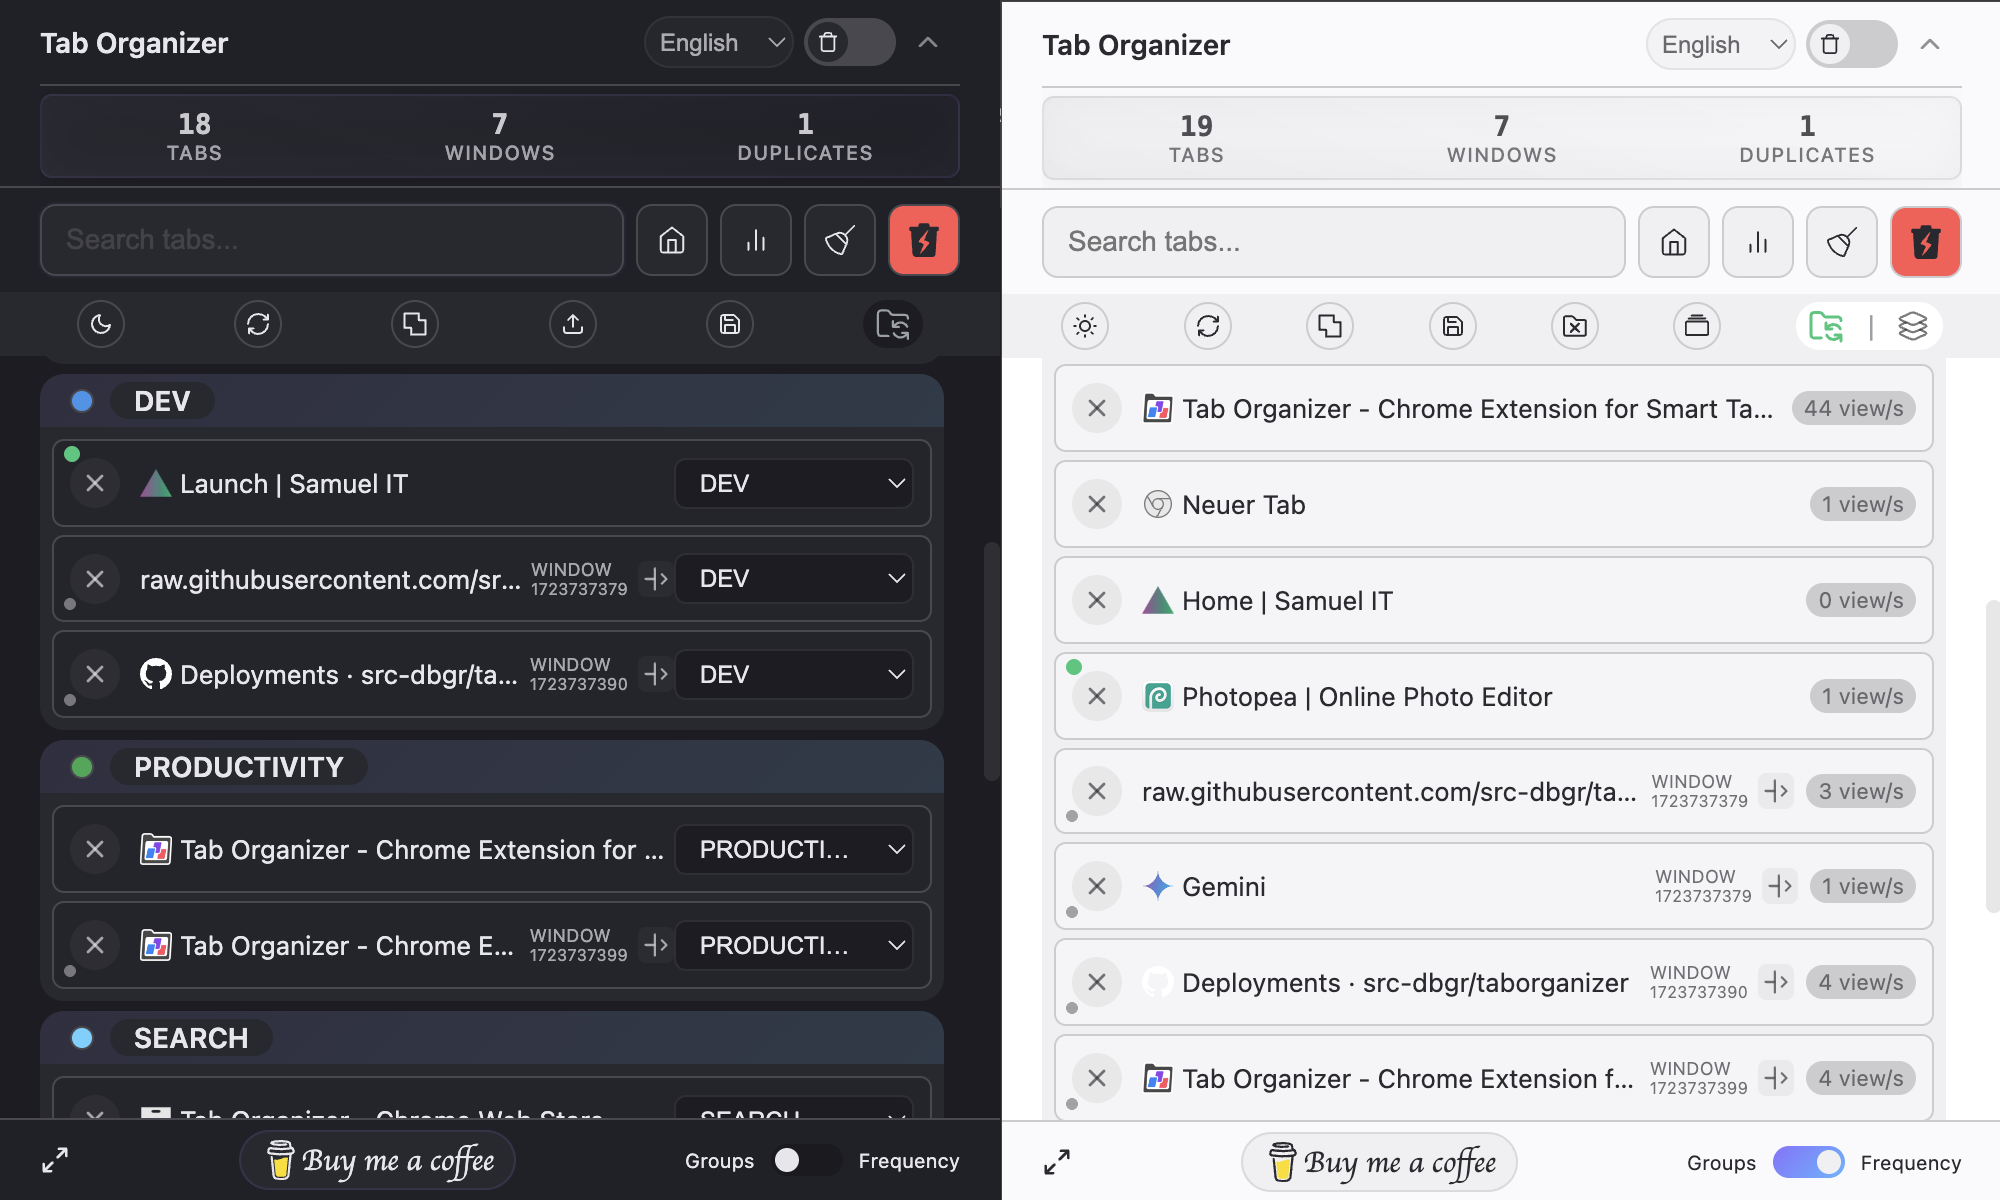 Tab Organizer
English
18
TABS
7
WINDOWS
1
DUPLICATES
Search tabs...
DEV
Launch | Samuel IT
DEV
raw.githubusercontent.com/sr...
WINDOW
1723737379
DEV
Deployments · src-dbgr/ta...
WINDOW
1723737390
DEV
PRODUCTIVITY
Tab Organizer - Chrome Extension for ...
PRODUCTI...
Tab Organizer - Chrome E...
WINDOW
1723737399
PRODUCTI...
SEARCH
Tab Organizer - Chrome Web Store
SEARCH
Buy me a coffee
Groups
Frequency
Tab Organizer
English
19
TABS
7
WINDOWS
1
DUPLICATES
Search tabs...
Tab Organizer - Chrome Extension for Smart Ta...
44 view/s
Neuer Tab
1 view/s
Home | Samuel IT
0 view/s
Photopea | Online Photo Editor
1 view/s
raw.githubusercontent.com/src-dbgr/ta...
WINDOW
1723737379
3 view/s
Gemini
WINDOW
1723737379
1 view/s
Deployments · src-dbgr/taborganizer
WINDOW
1723737390
4 view/s
Tab Organizer - Chrome Extension f...
WINDOW
1723737399
4 view/s
Buy me a coffee
Groups
Frequency